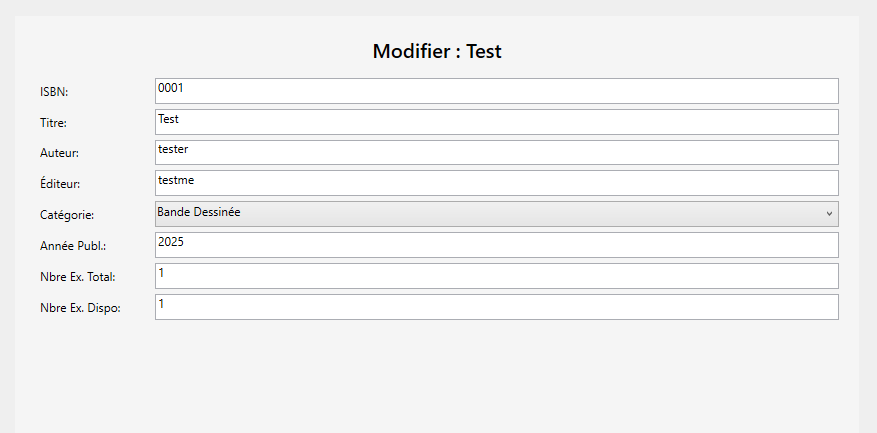 Modifier : Test
ISBN: 0001
Titre: Test
Auteur: tester
Éditeur: testme
Catégorie: Bande Dessinée
Année Publ.: 2025
Nbre Ex. Total: 1
Nbre Ex. Dispo: 1